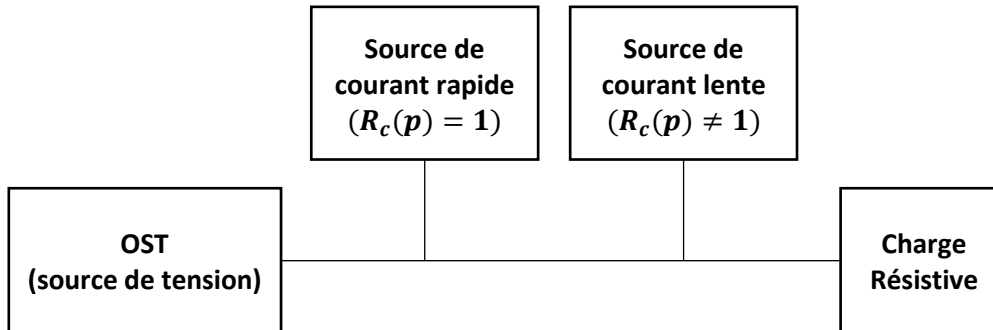 Source de
courant rapide
(R_c(p) = 1)
Source de
courant lente
(R_c(p) ≠ 1)
OST
(source de tension)
Charge
Résistive